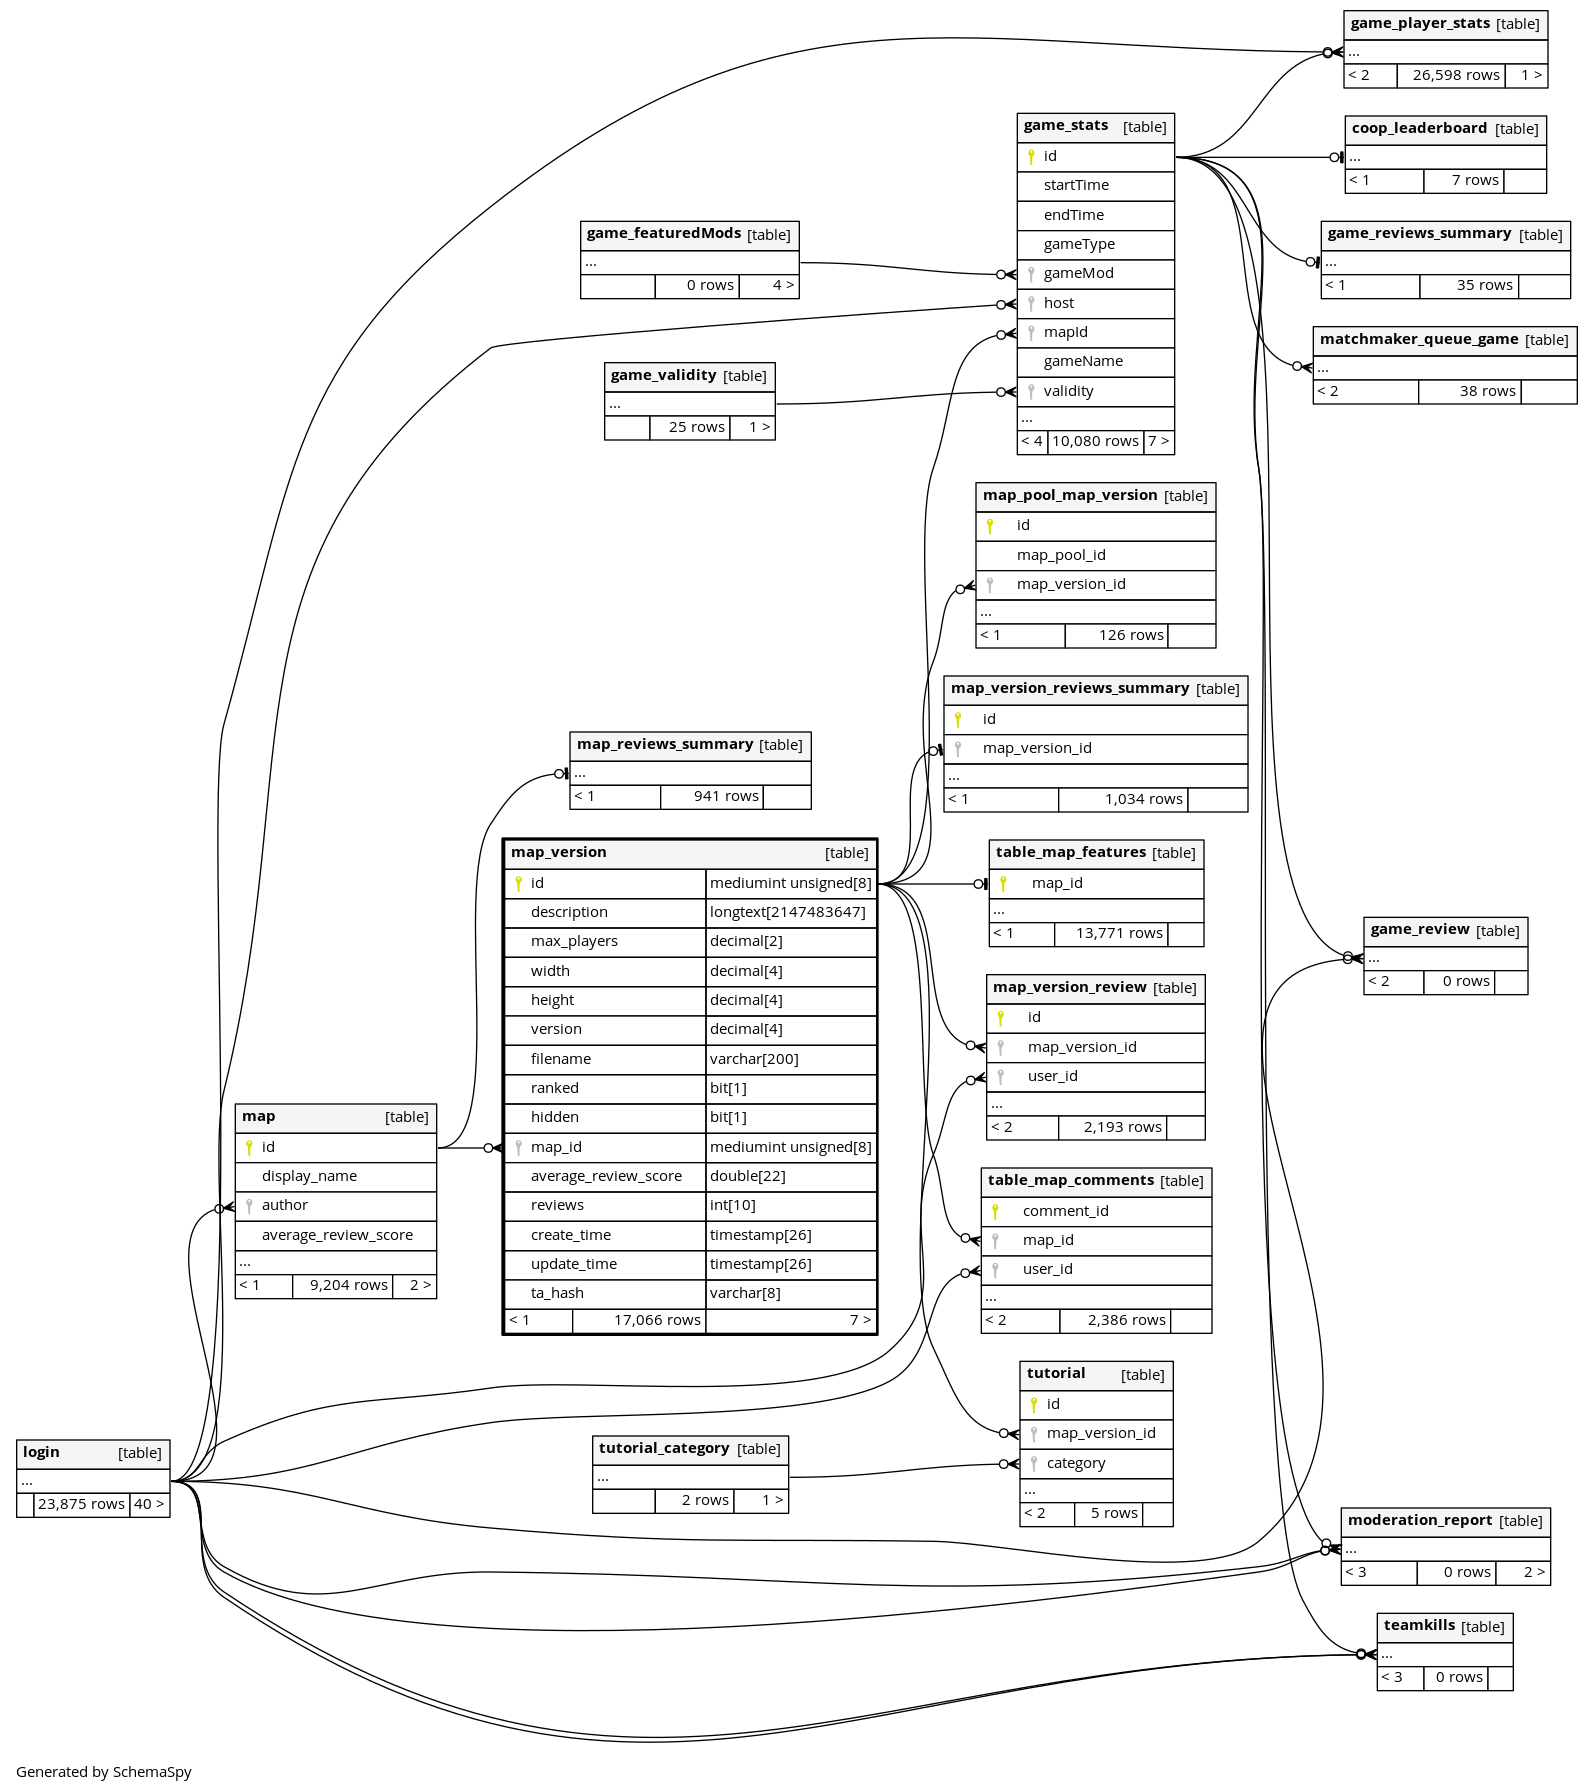 game_player_stats [table]
...
< 2 26,598 rows 1 >
game_stats [table]
id
startTime
endTime
gameType
gameMod
host
mapId
gameName
validity
...
< 4 10,080 rows 7 >
coop_leaderboard [table]
...
< 1 7 rows
game_featuredMods [table]
...
0 rows 4 >
game_reviews_summary [table]
...
< 1 35 rows
matchmaker_queue_game [table]
...
< 2 38 rows
game_validity [table]
...
25 rows 1 >
map_pool_map_version [table]
id
map_pool_id
map_version_id
...
< 1 126 rows
map_version_reviews_summary [table]
id
map_version_id
...
< 1 1,034 rows
map_reviews_summary [table]
...
< 1 941 rows
map_version [table]
id mediumint unsigned[8]
description longtext[2147483647]
max_players decimal[2]
width decimal[4]
height decimal[4]
version decimal[4]
filename varchar[200]
ranked bit[1]
hidden bit[1]
map_id mediumint unsigned[8]
average_review_score double[22]
reviews int[10]
create_time timestamp[26]
update_time timestamp[26]
ta_hash varchar[8]
< 1 17,066 rows 7 >
table_map_features [table]
map_id
...
< 1 13,771 rows
game_review [table]
...
< 2 0 rows
map_version_review [table]
id
map_version_id
user_id
...
< 2 2,193 rows
map [table]
id
display_name
author
average_review_score
...
< 1 9,204 rows 2 >
table_map_comments [table]
comment_id
map_id
user_id
...
< 2 2,386 rows
tutorial [table]
id
map_version_id
category
...
< 2 5 rows
login [table]
...
23,875 rows 40 >
tutorial_category [table]
...
2 rows 1 >
moderation_report [table]
...
< 3 0 rows 2 >
teamkills [table]
...
< 3 0 rows
Generated by SchemaSpy